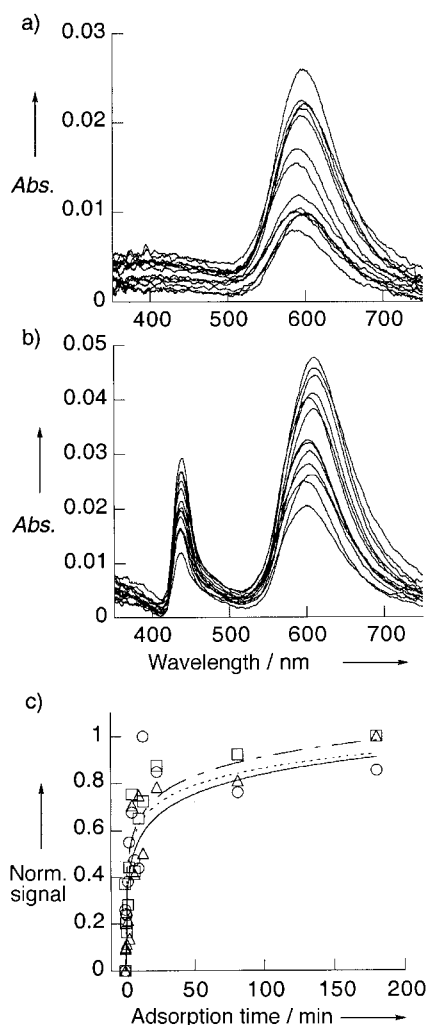 a)
0.03
0.02
Abs.
0.01
0
400 500 600 700
b)
0.05
0.04
0.03
Abs.
0.02
0.01
0
400 500 600 700
Wavelength / nm
c)
1
0.8
0.6
Norm.
signal
0.4
0.2
0
0 50 100 150 200
Adsorption time / min